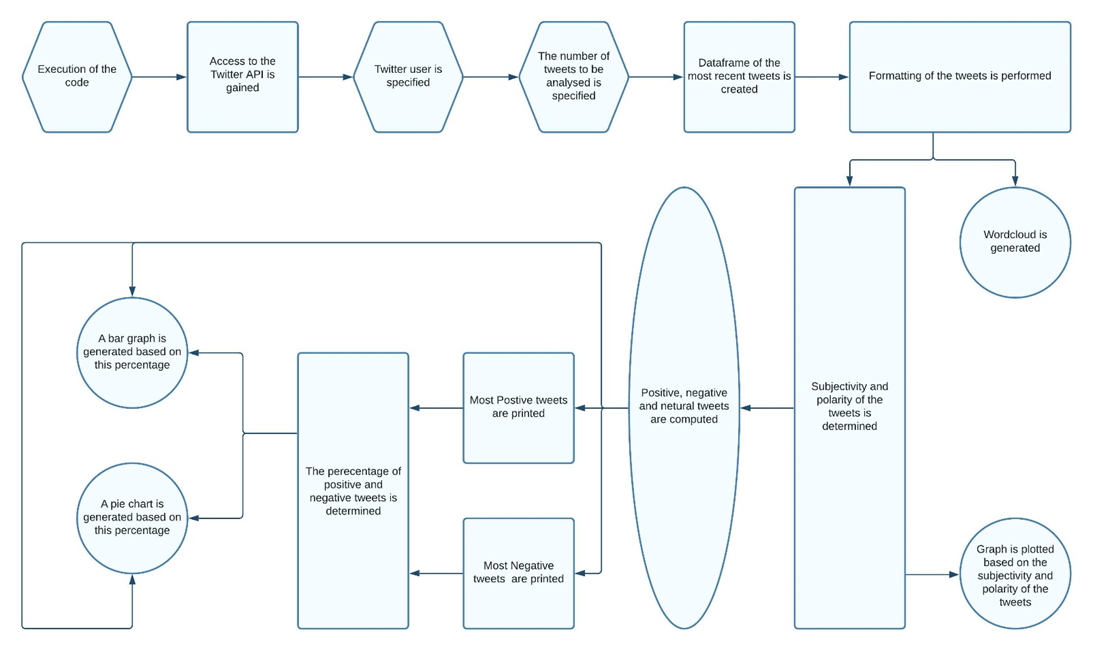 Execution of the
code
Access to the
Twitter API is
gained
Twitter user is
specified
The number of
tweets to be
analysed is
specified
Dataframe of the
most recent tweets is
created
Formatting of the tweets is performed
Wordcloud is
generated
Subjectivity and
polarity of the
tweets is
determined
Graph is plotted
based on the
subjectivity and
polarity of the
tweets
Positive, negative
and netural tweets
are computed
Most Postive tweets
are printed
Most Negative
tweets  are printed
The perecentage of
positive and
negative tweets is
determined
A bar graph is
generated based on
this percentage
A pie chart is
generated based on
this percentage